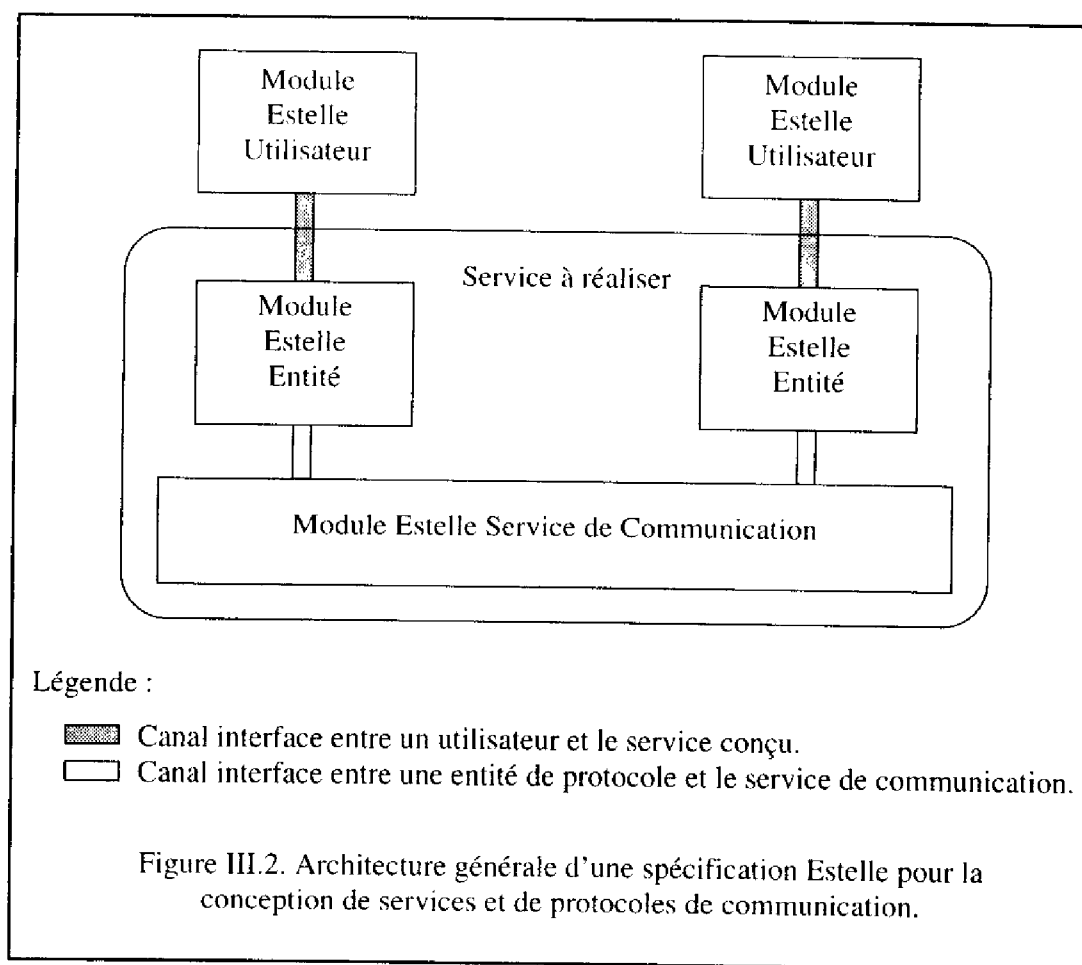 Module
Estelle
Utilisateur
Module
Estelle
Utilisateur
Service à réaliser
Module
Estelle
Entité
Module
Estelle
Entité
Module Estelle Service de Communication
Légende :
Canal interface entre un utilisateur et le service conçu.
Canal interface entre une entité de protocole et le service de communication.
Figure III.2. Architecture générale d'une spécification Estelle pour la
conception de services et de protocoles de communication.